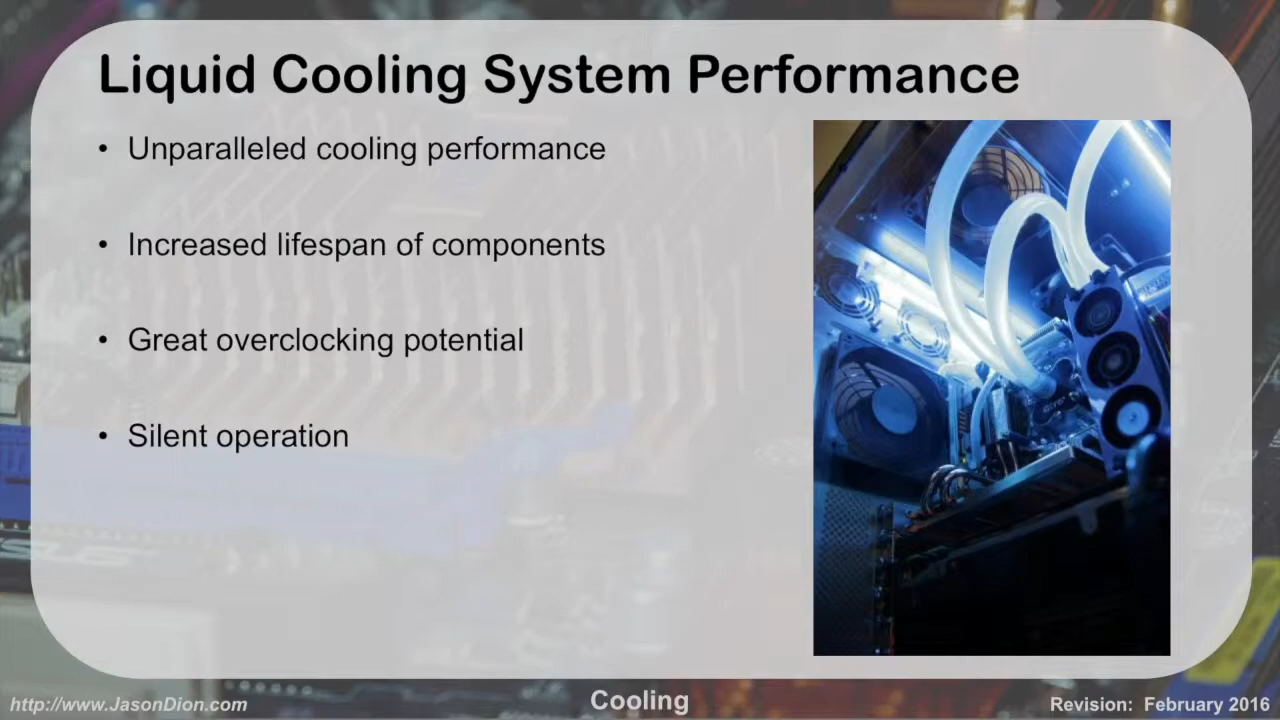 Liquid Cooling System Performance
• Unparalleled cooling performance
• Increased lifespan of components
• Great overclocking potential
• Silent operation
http://www.JasonDion.com
Cooling
Revision: February 2016